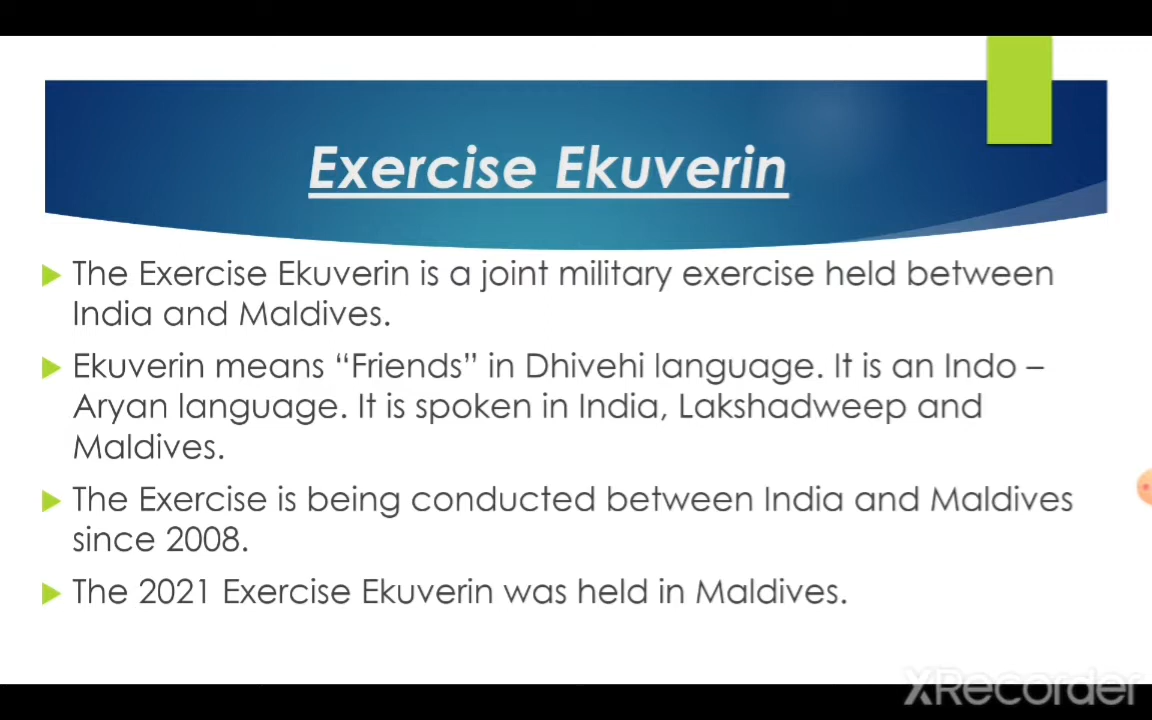 Exercise Ekuverin
The Exercise Ekuverin is a joint military exercise held between
India and Maldives.
Ekuverin means “Friends” in Dhivehi language. It is an Indo –
Aryan language. It is spoken in India, Lakshadweep and
Maldives.
The Exercise is being conducted between India and Maldives
since 2008.
The 2021 Exercise Ekuverin was held in Maldives.
XRecorder